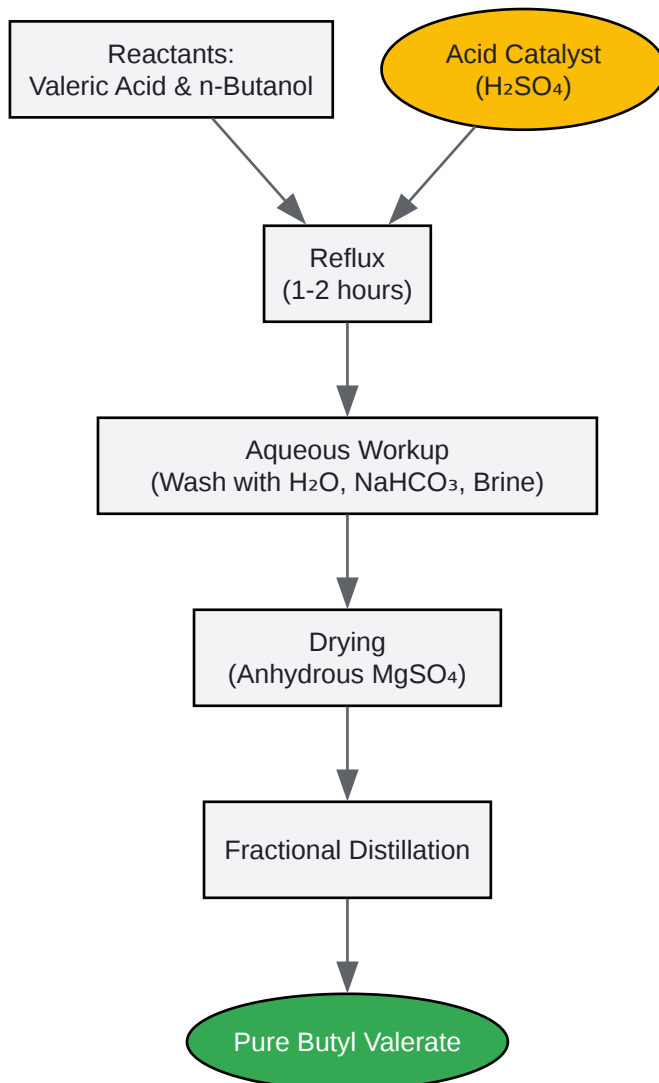 Reactants:
Valeric Acid & n-Butanol
Acid Catalyst
(H₂SO₄)
Reflux
(1-2 hours)
Aqueous Workup
(Wash with H₂O, NaHCO₃, Brine)
Drying
(Anhydrous MgSO₄)
Fractional Distillation
Pure Butyl Valerate